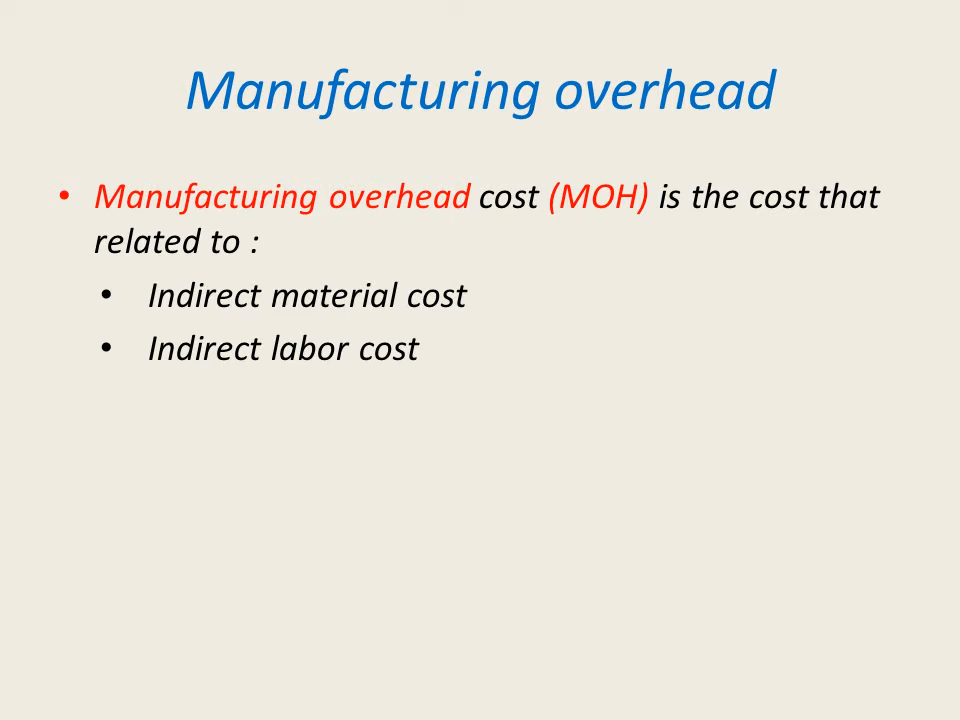 Manufacturing overhead
• Manufacturing overhead cost (MOH) is the cost that
related to :
• Indirect material cost
• Indirect labor cost